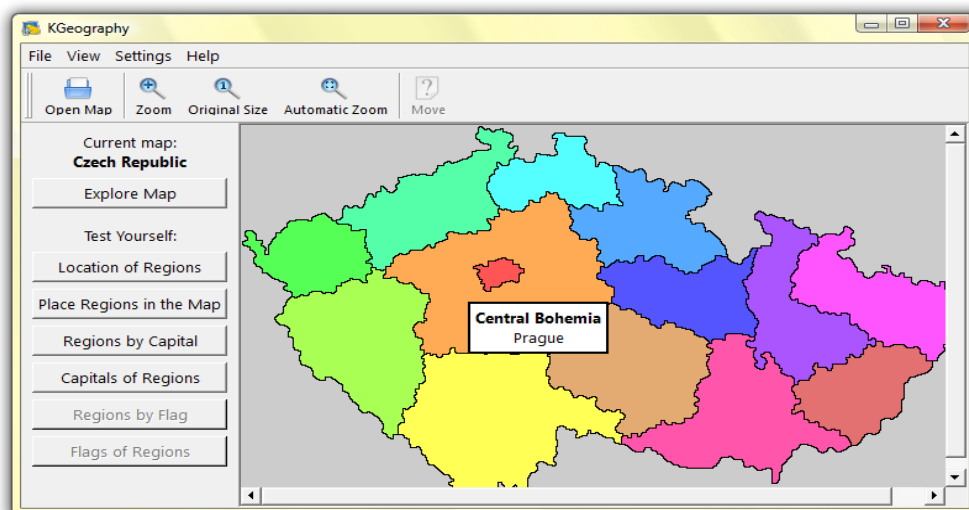 KGeography
File View Settings Help
Open Map Zoom Original Size Automatic Zoom Move
Current map:
Czech Republic
Explore Map
Test Yourself:
Location of Regions
Place Regions in the Map
Regions by Capital
Capitals of Regions
Regions by Flag
Flags of Regions
Central Bohemia
Prague